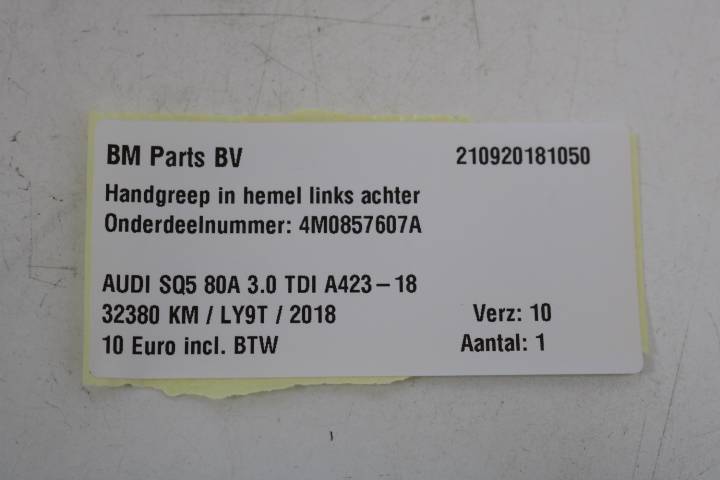 BM Parts BV 210920181050
Handgreep in hemel links achter
Onderdeelnummer: 4M0857607A
AUDI SQ5 80A 3.0 TDI A423-18
32380 KM / LY9T / 2018 Verz: 10
10 Euro incl. BTW Aantal: 1